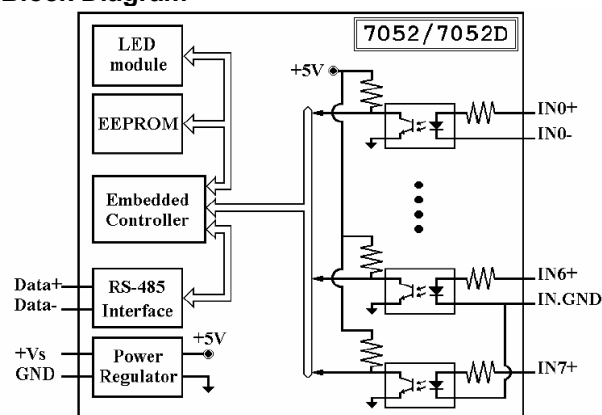 Block Diagram
7052/7052D
LED
module
EEPROM
Embedded
Controller
RS-485
Interface
Power
Regulator
Data+
Data-
+Vs
GND
+5V
+5V
IN0+
IN0-
IN6+
IN.GND
IN7+